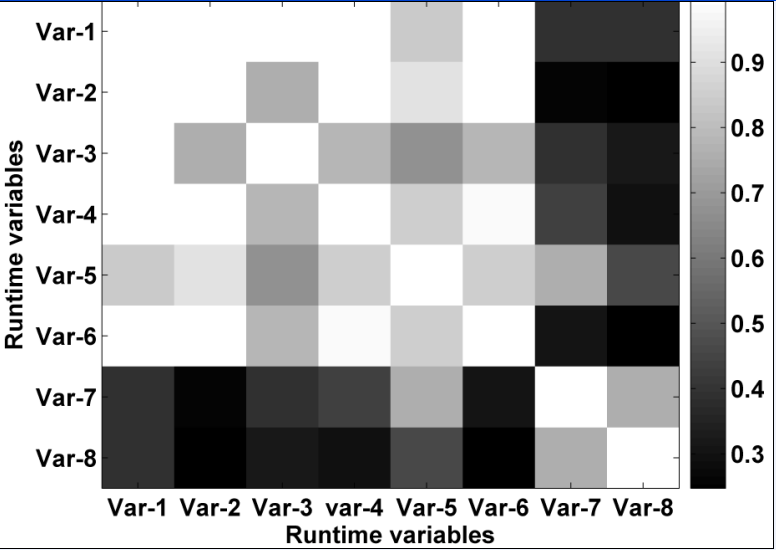 Var-1
Var-2
Var-3
Var-4
Var-5
Var-6
Var-7
Var-8
Runtime variables
Var-1 Var-2 Var-3 var-4 Var-5 Var-6 Var-7 Var-8
Runtime variables
0.9
0.8
0.7
0.6
0.5
0.4
0.3